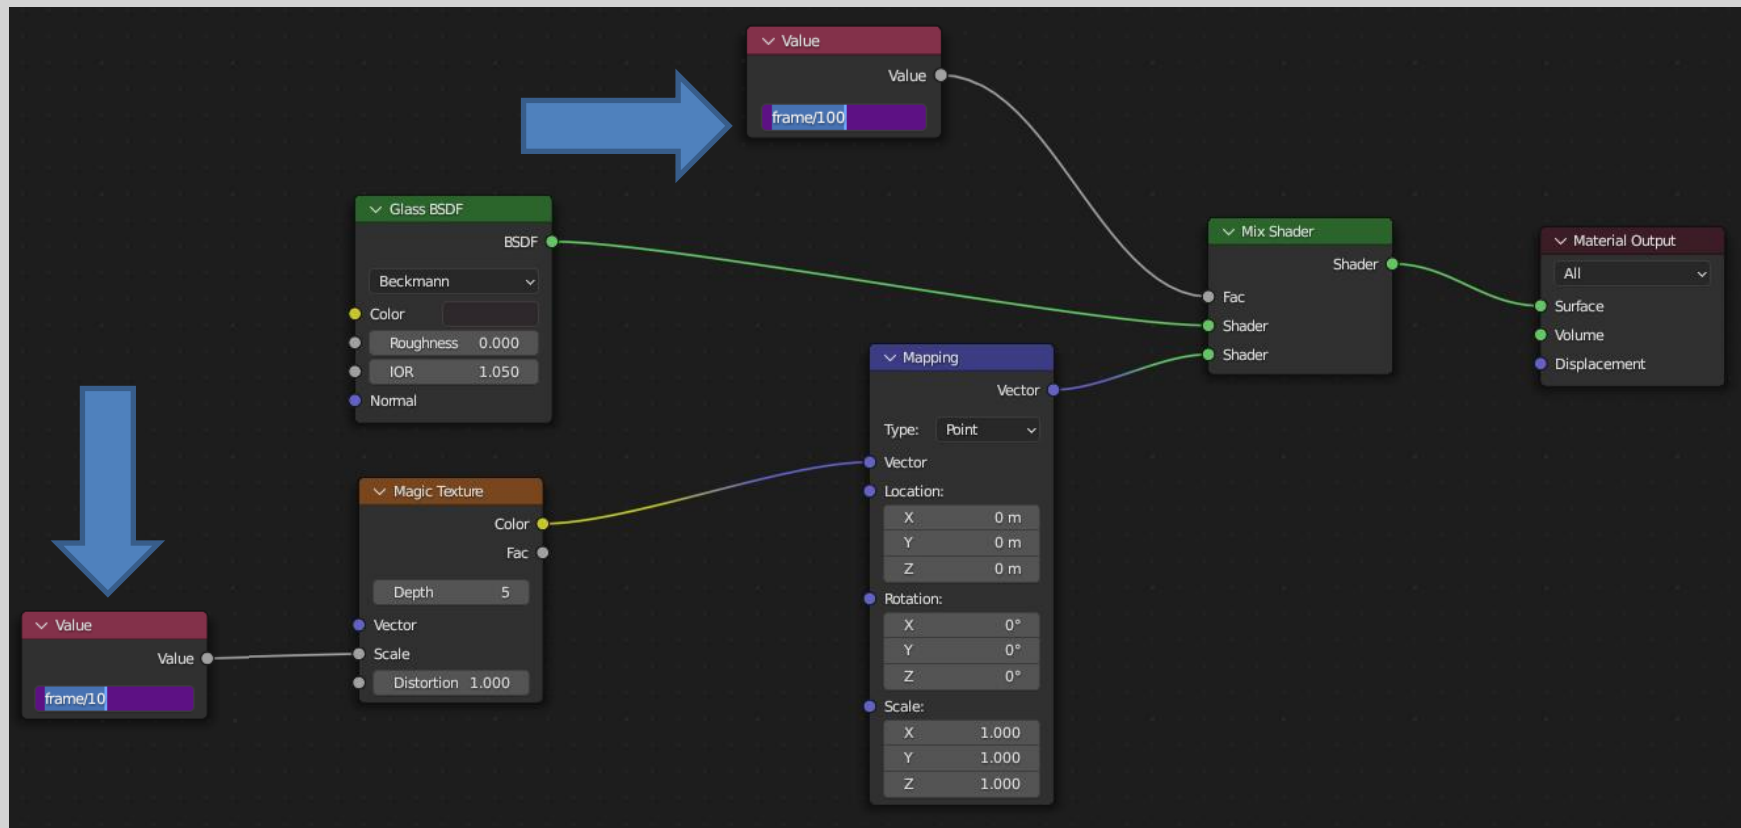 Value
Value
frame/100
Glass BSDF
BSDF
Beckmann
Color
Roughness 0.000
IOR 1.050
Normal
Mix Shader
Shader
Fac
Shader
Shader
Material Output
All
Surface
Volume
Displacement
Mapping
Vector
Type: Point
Vector
Location:
X 0 m
Y 0 m
Z 0 m
Rotation:
X 0°
Y 0°
Z 0°
Scale:
X 1.000
Y 1.000
Z 1.000
Magic Texture
Color
Fac
Depth 5
Vector
Scale
Distortion 1.000
Value
Value
frame/10